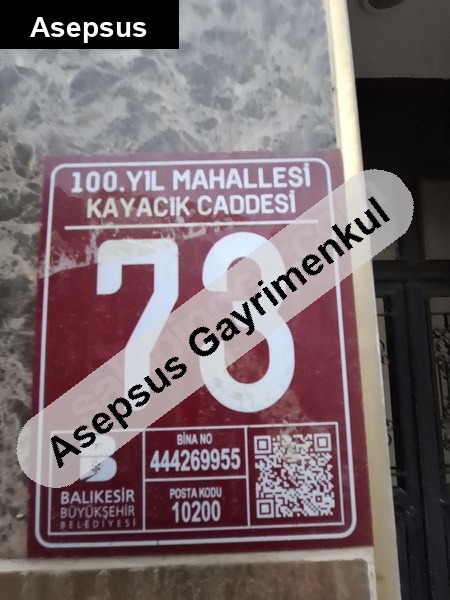 Asepsus
100.YIL MAHALLESİ
KAYACIK CADDESİ
73
Asepsus Gayrimenkul
BİNA NO
444269955
POSTA KODU
10200
B
BALIKESİR
BÜYÜKŞEHİR
BELEDİYESİ